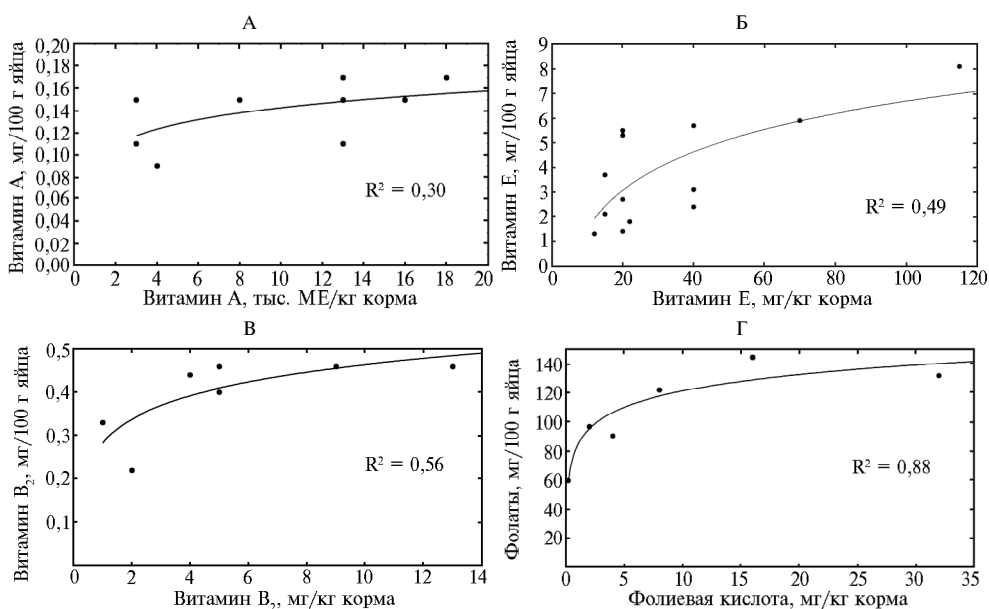 А
Витамин А, мг/100 г яйца
0,20
0,18
0,16
0,14
0,12
0,10
0,08
0,06
0,04
0,02
0,00
R² = 0,30
0 2 4 6 8 10 12 14 16 18 20
Витамин А, тыс. МЕ/кг корма
Б
Витамин Е, мг/100 г яйца
9
8
7
6
5
4
3
2
1
0
R² = 0,49
0 20 40 60 80 100 120
Витамин Е, мг/кг корма
В
Витамин В₂, мг/100 г яйца
0,5
0,4
0,3
0,2
0,1
R² = 0,56
0 2 4 6 8 10 12 14
Витамин В₂, мг/кг корма
Г
Фолаты, мг/100 г яйца
140
120
100
80
60
40
20
R² = 0,88
0 5 10 15 20 25 30 35
Фолиевая кислота, мг/кг корма